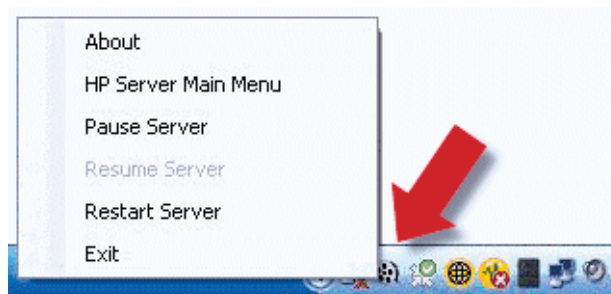 About
HP Server Main Menu
Pause Server
Resume Server
Restart Server
Exit